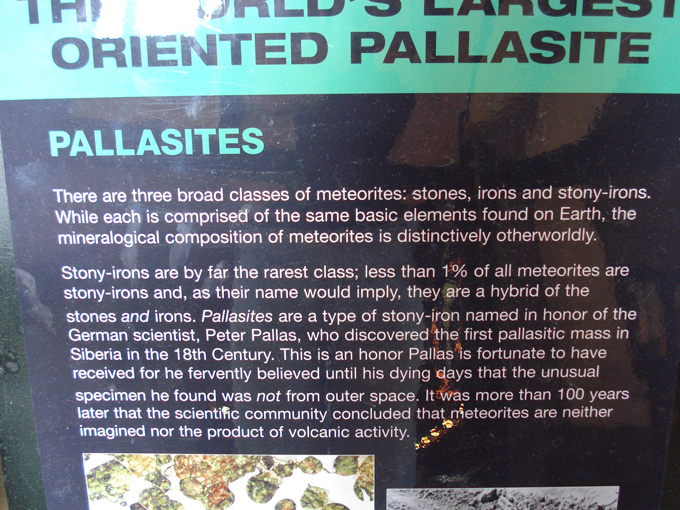 THE WORLD'S LARGEST
ORIENTED PALLASITE
PALLASITES
There are three broad classes of meteorites: stones, irons and stony-irons.
While each is comprised of the same basic elements found on Earth, the
mineralogical composition of meteorites is distinctively otherworldly.
Stony-irons are by far the rarest class; less than 1% of all meteorites are
stony-irons and, as their name would imply, they are a hybrid of the
stones and irons. Pallasites are a type of stony-iron named in honor of the
German scientist, Peter Pallas, who discovered the first pallasitic mass in
Siberia in the 18th Century. This is an honor Pallas is fortunate to have
received for he fervently believed until his dying days that the unusual
specimen he found was not from outer space. It was more than 100 years
later that the scientific community concluded that meteorites are neither
imagined nor the product of volcanic activity.